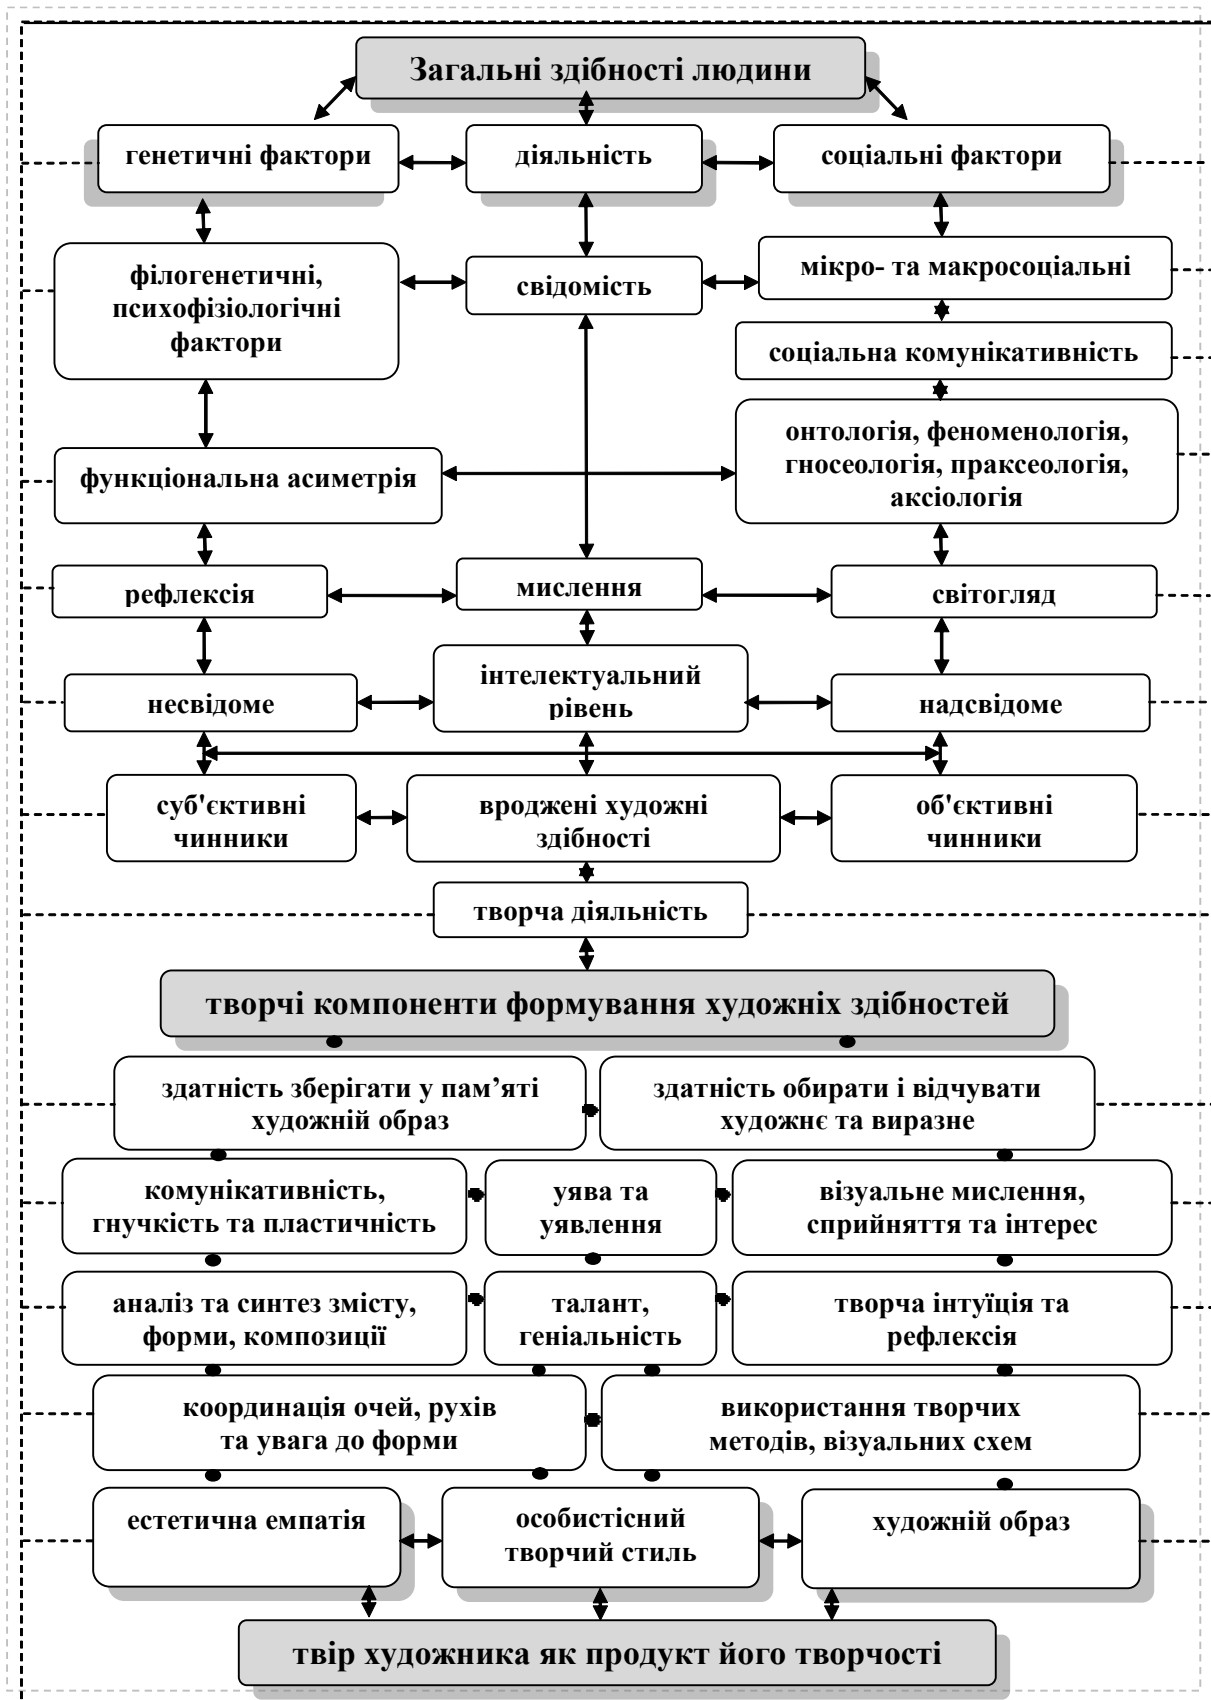 Загальні здібності людини
генетичні фактори
діяльність
соціальні фактори
філогенетичні,
психофізіологічні
фактори
свідомість
мікро- та макросоціальні
соціальна комунікативність
онтологія, феноменологія,
гносеологія, праксеологія,
аксіологія
функціональна асиметрія
рефлексія
мислення
світогляд
несвідоме
інтелектуальний
рівень
надсвідоме
суб'єктивні
чинники
вроджені художні
здібності
об'єктивні
чинники
творча діяльність
творчі компоненти формування художніх здібностей
здатність зберігати у пам’яті
художній образ
здатність обирати і відчувати
художнє та виразне
комунікативність,
гнучкість та пластичність
уява та
уявлення
візуальне мислення,
сприйняття та інтерес
аналіз та синтез змісту,
форми, композиції
талант,
геніальність
творча інтуїція та
рефлексія
координація очей, рухів
та увага до форми
використання творчих
методів, візуальних схем
естетична емпатія
особистісний
творчий стиль
художній образ
твір художника як продукт його творчості